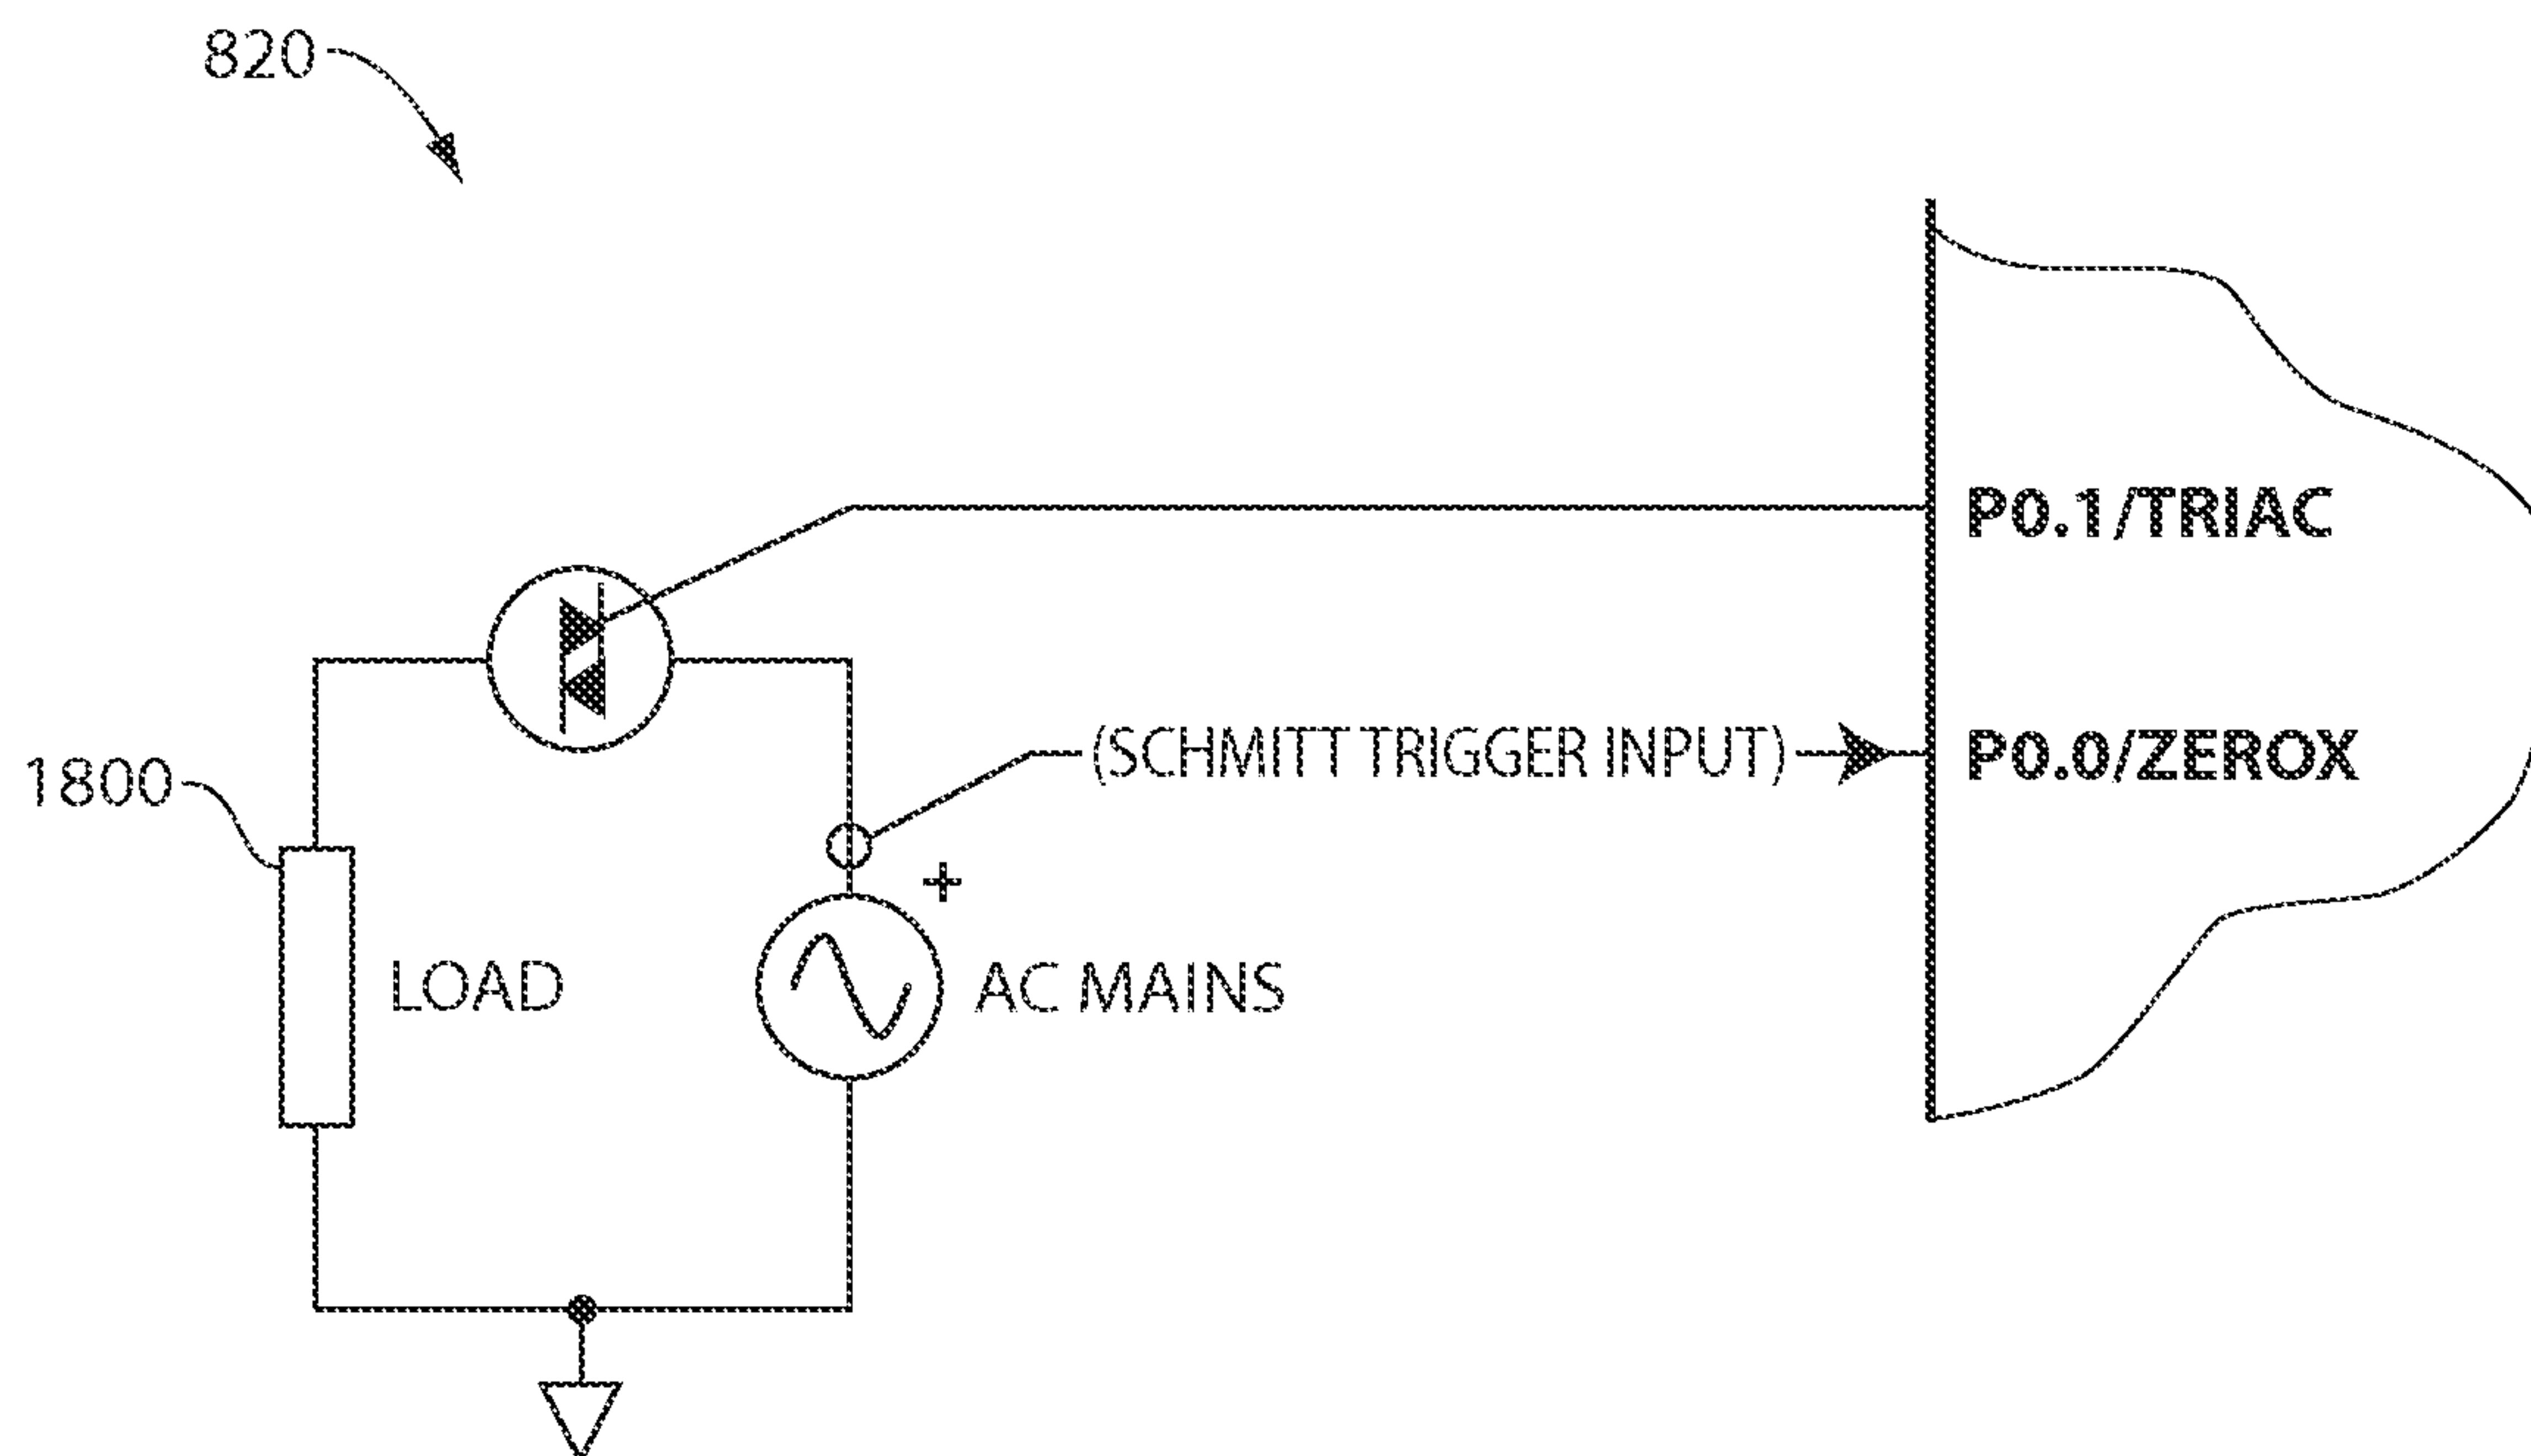 820
P0.1/TRIAC
1800
(SCHMITT TRIGGER INPUT)
P0.0/ZEROX
+
LOAD
AC MAINS